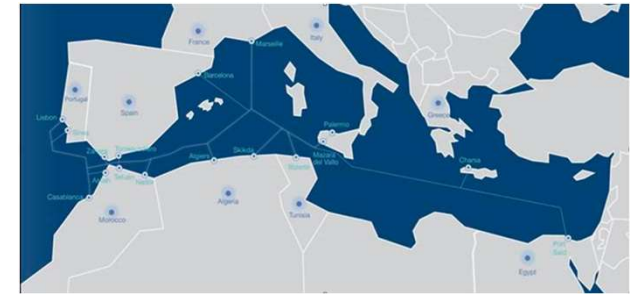 France
Italy
Marseille
Barcelona
Portugal
Spain
Greece
Lisbon
Sines
Palermo
Mazara
del Vallo
Algiers
Skikda
Chania
Tetuan
Nador
Casablanca
Morocco
Algeria
Tunisia
Port
Said
Egypt